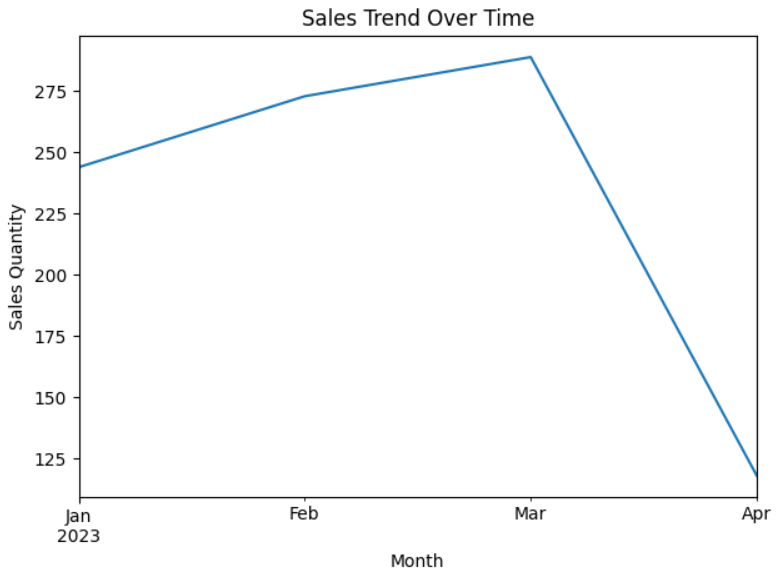 Sales Trend Over Time
275
250
225
200
175
150
125
Sales Quantity
Jan
2023
Feb
Mar
Apr
Month